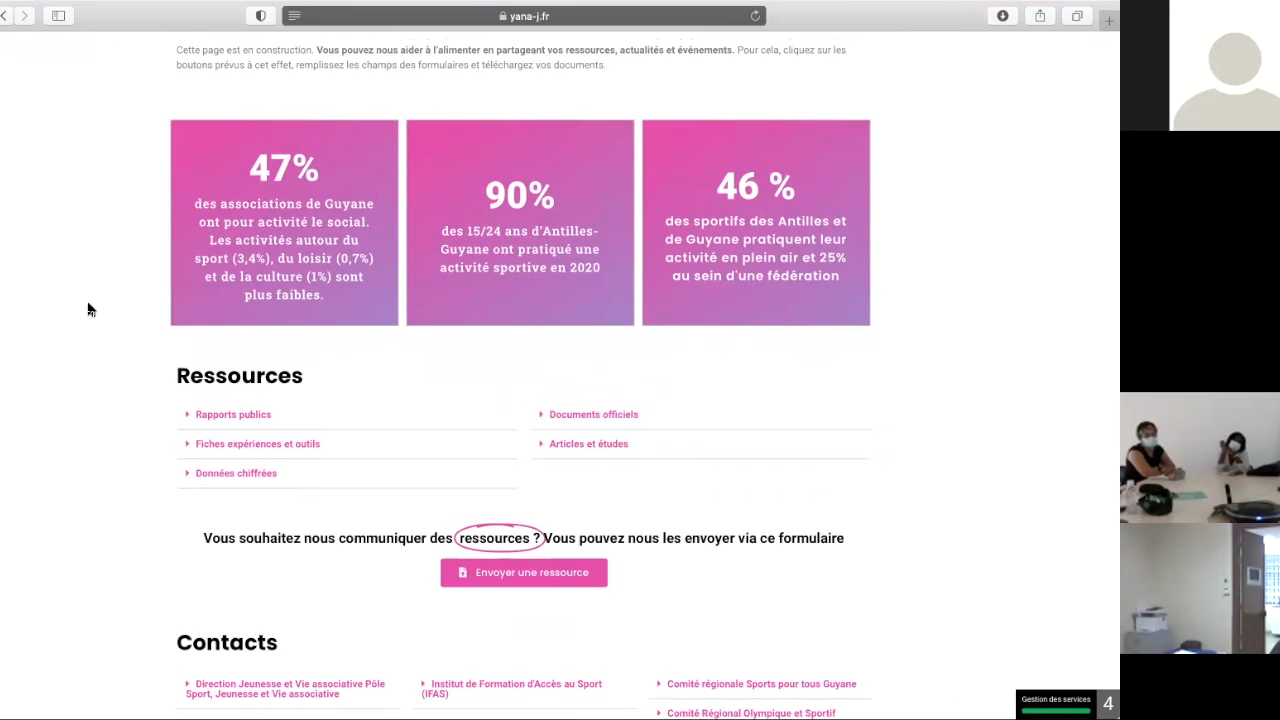 yana-j.fr
Cette page est en construction. Vous pouvez nous aider à l'alimenter en partageant vos ressources, actualités et événements. Pour cela, cliquez sur les
boutons prévus à cet effet, remplissez les champs des formulaires et téléchargez vos documents.
47%
des associations de Guyane
ont pour activité le social.
Les activités autour du
sport (3,4%), du loisir (0,7%)
et de la culture (1%) sont
plus faibles.
90%
des 15/24 ans d'Antilles-
Guyane ont pratiqué une
activité sportive en 2020
46 %
des sportifs des Antilles et
de Guyane pratiquent leur
activité en plein air et 25%
au sein d'une fédération
Ressources
Rapports publics
Documents officiels
Fiches expériences et outils
Articles et études
Données chiffrées
Vous souhaitez nous communiquer des ressources ? Vous pouvez nous les envoyer via ce formulaire
Envoyer une ressource
Contacts
Direction Jeunesse et Vie associative Pôle
Sport, Jeunesse et Vie associative
Institut de Formation d'Accès au Sport
(IFAS)
Comité régionale Sports pour tous Guyane
Comité Régional Olympique et Sportif
Gestion des services
4